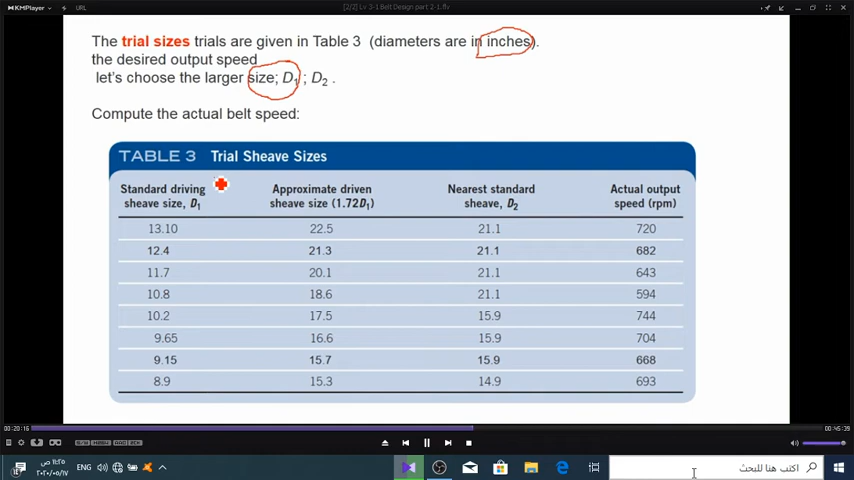 KMPlayer
URL
[2/2] Lv 3-1 Belt Design part 2-1.flv
The trial sizes trials are given in Table 3 (diameters are in inches).
the desired output speed
let's choose the larger size; D1 ; D2 .
Compute the actual belt speed:
TABLE 3 Trial Sheave Sizes
Standard driving sheave size, D1
Approximate driven sheave size (1.72D1)
Nearest standard sheave, D2
Actual output speed (rpm)
13.10 22.5 21.1 720
12.4 21.3 21.1 682
11.7 20.1 21.1 643
10.8 18.6 21.1 594
10.2 17.5 15.9 744
9.65 16.6 15.9 704
9.15 15.7 15.9 668
8.9 15.3 14.9 693
00:20:16 00:45:39
ENG
١١:٢٥ ص
٢٠٢٠/٠٥/١٧
اكتب هنا للبحث